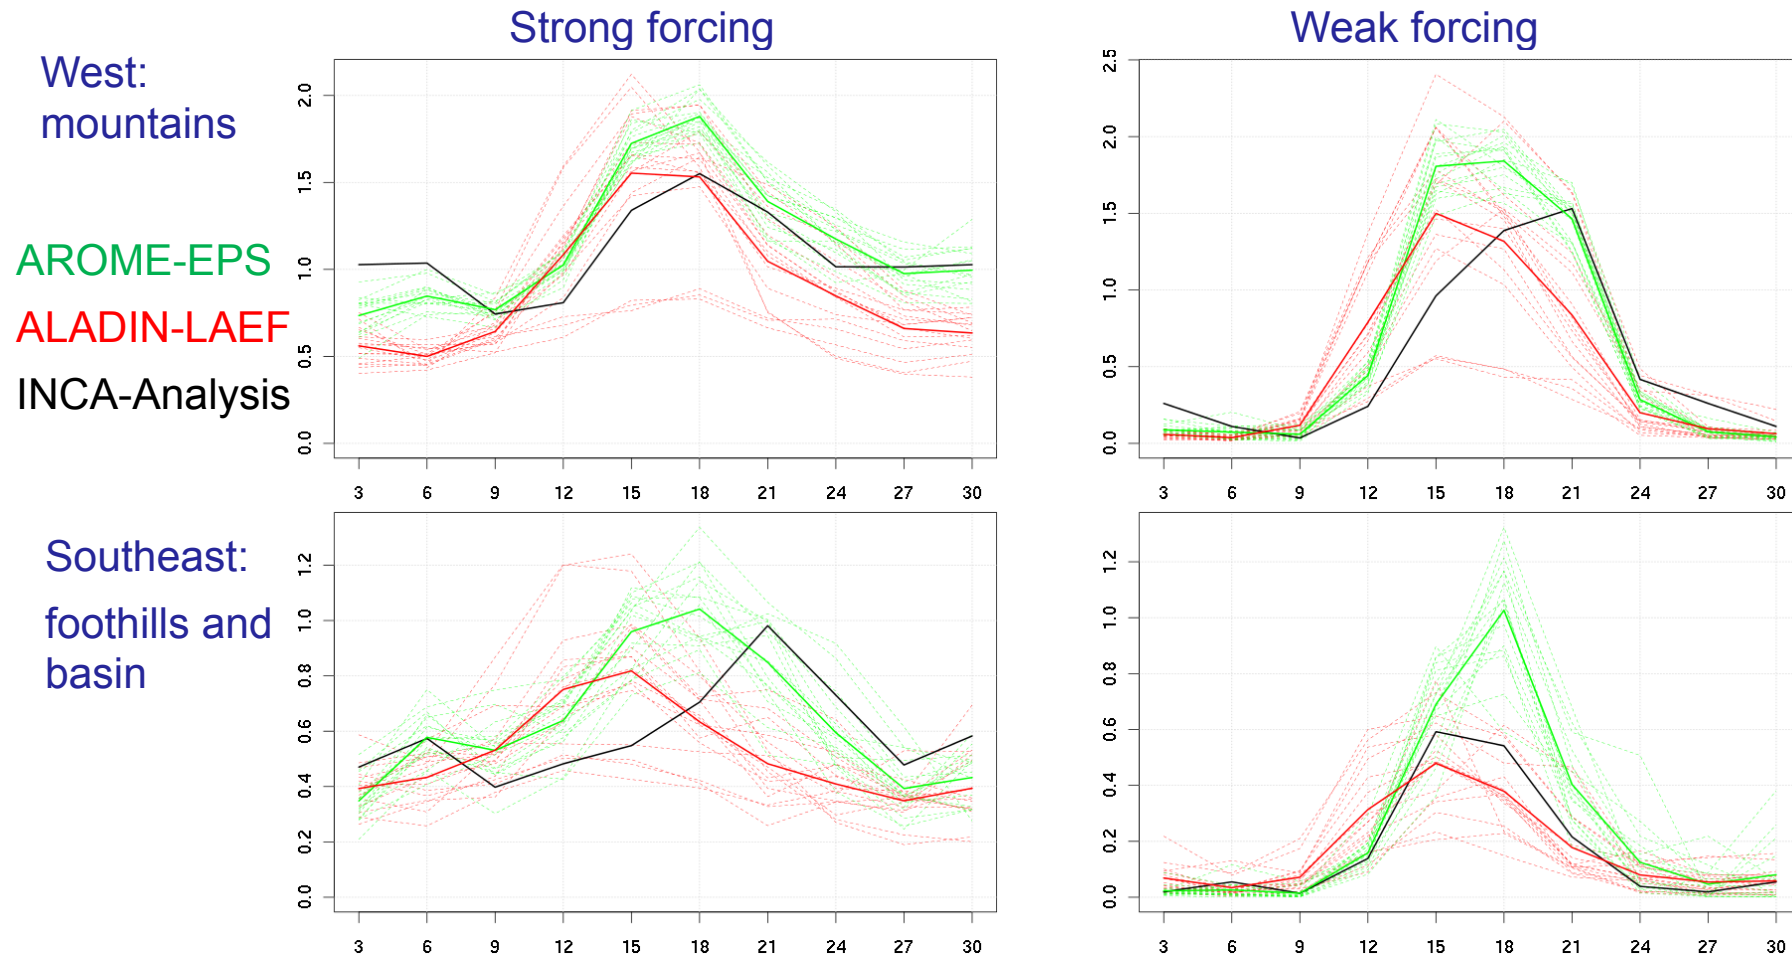 Strong forcing
Weak forcing
West:
mountains
AROME-EPS
ALADIN-LAEF
INCA-Analysis
2.0
1.5
1.0
0.5
0.0
3 6 9 12 15 18 21 24 27 30
2.5
2.0
1.5
1.0
0.5
0.0
3 6 9 12 15 18 21 24 27 30
Southeast:
foothills and
basin
1.2
1.0
0.8
0.6
0.4
0.2
0.0
3 6 9 12 15 18 21 24 27 30
1.2
1.0
0.8
0.6
0.4
0.2
0.0
3 6 9 12 15 18 21 24 27 30